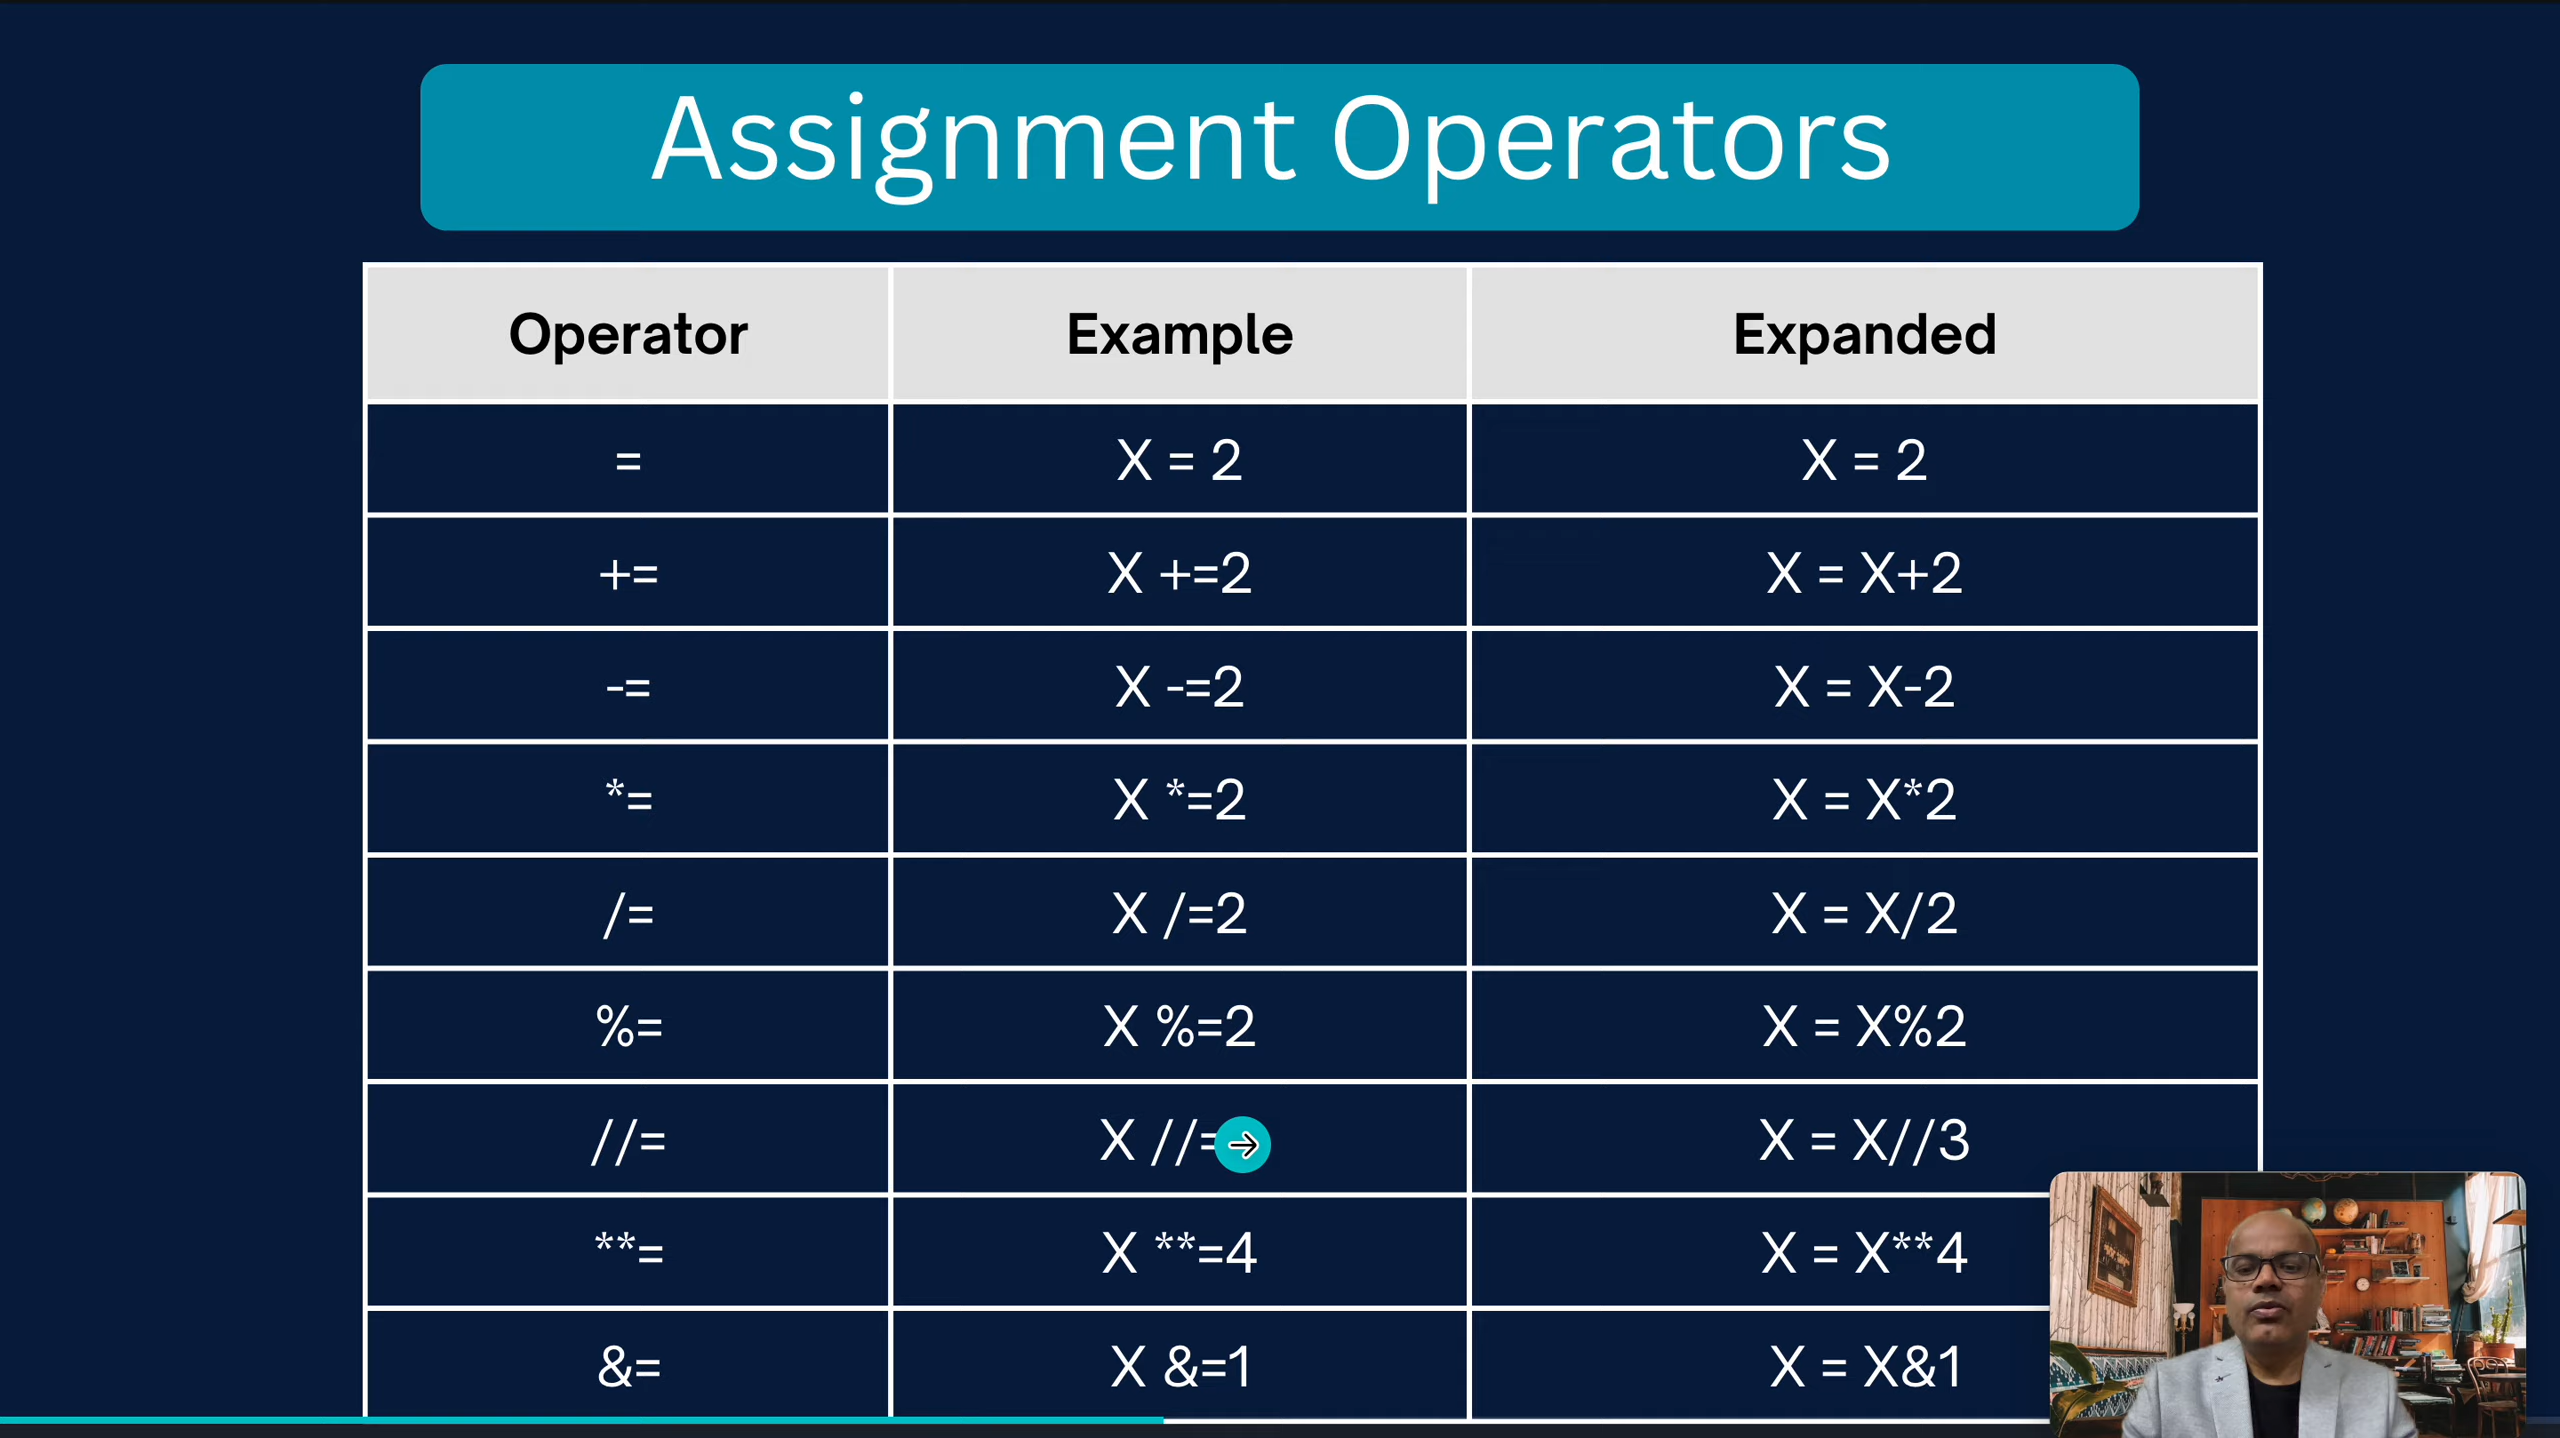 Assignment Operators
Operator Example Expanded
= X = 2 X = 2
+= X +=2 X = X+2
-= X -=2 X = X-2
*= X *=2 X = X*2
/= X /=2 X = X/2
%= X %=2 X = X%2
//= X //= X = X//3
**= X **=4 X = X**4
&= X &=1 X = X&1